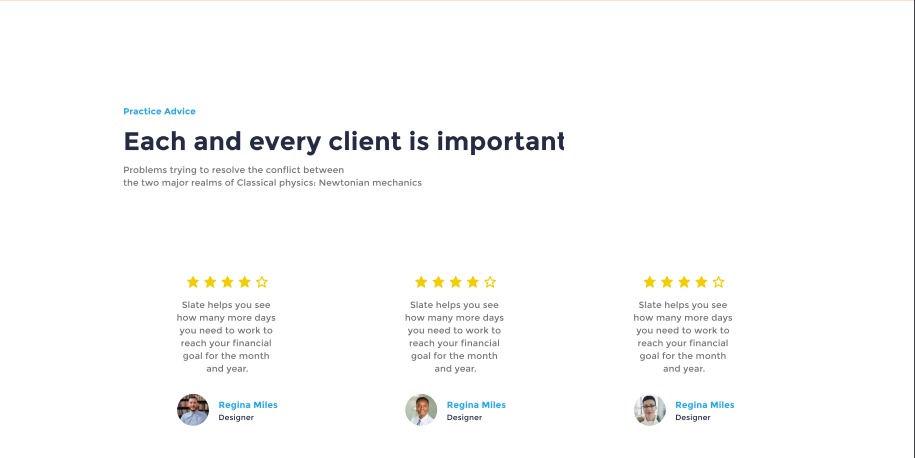 Practice Advice
Each and every client is important
Problems trying to resolve the conflict between
the two major realms of Classical physics: Newtonian mechanics
Slate helps you see
how many more days
you need to work to
reach your financial
goal for the month
and year.
Regina Miles
Designer
Slate helps you see
how many more days
you need to work to
reach your financial
goal for the month
and year.
Regina Miles
Designer
Slate helps you see
how many more days
you need to work to
reach your financial
goal for the month
and year.
Regina Miles
Designer